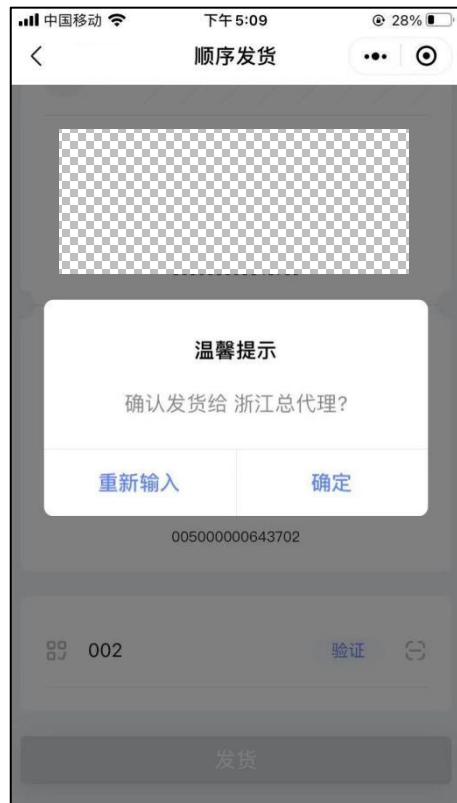 中国移动 下午5:09 28%
顺序发货
温馨提示
确认发货给 浙江总代理?
重新输入 确定
005000000643702
002 验证
发货